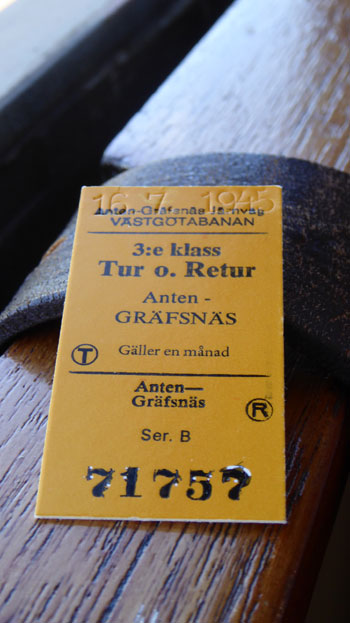 16. 7. 1945
Anten-Gräfsnäs Järnväg
VÄSTGÖTABANAN
3:e klass
Tur o. Retur
Anten -
GRÄFSNÄS
T Gäller en månad
Anten—
Gräfsnäs
R
Ser. B
71757